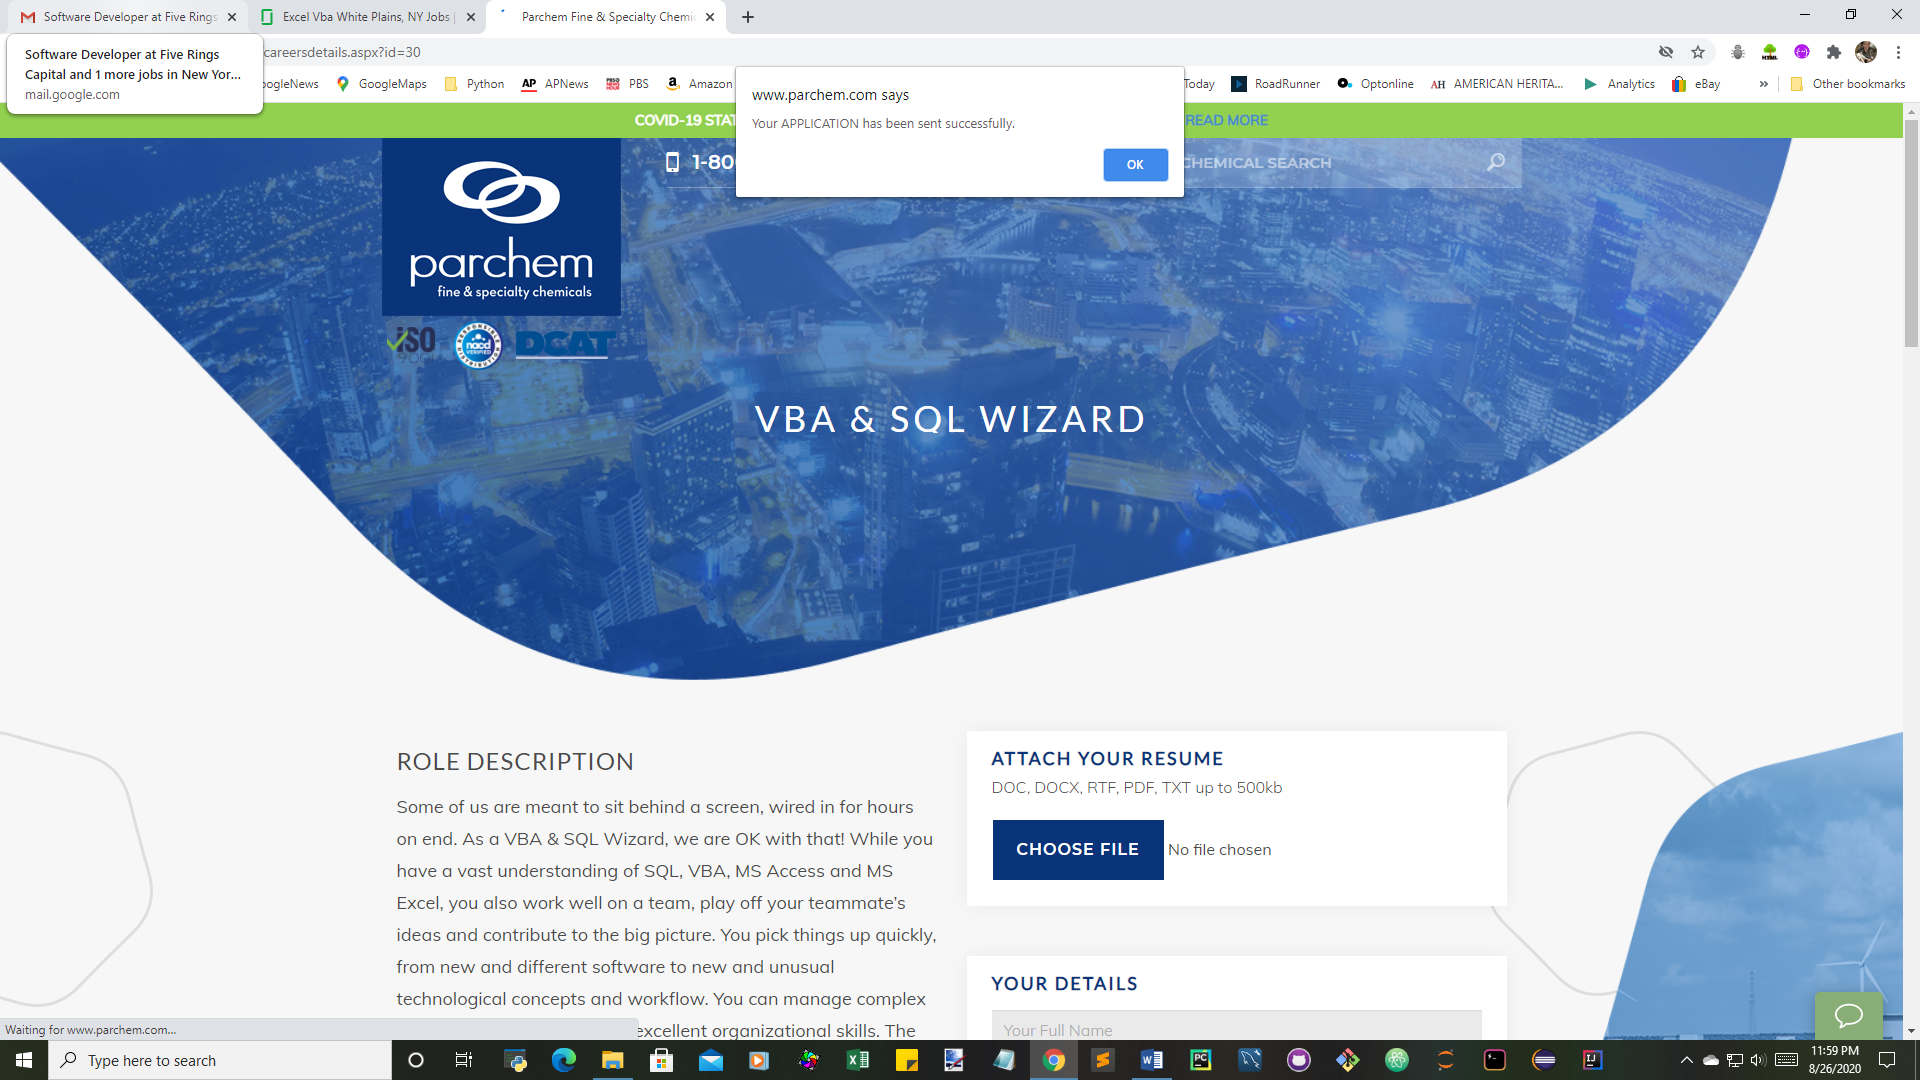 Software Developer at Five Rings
Excel Vba White Plains, NY Jobs |
Parchem Fine & Specialty Chemic
Software Developer at Five Rings
Capital and 1 more jobs in New Yor...
mail.google.com
careersdetails.aspx?id=30
GoogleMaps
Python
AP APNews
PBS
Amazon
Today
RoadRunner
Optonline
AH AMERICAN HERITA...
Analytics
eBay
»
Other bookmarks
www.parchem.com says
Your APPLICATION has been sent successfully.
OK
COVID-19
READ MORE
1-80
CHEMICAL SEARCH
parchem
fine & specialty chemicals
iSO
nacd
VERIFIED
DCAT
VBA & SQL WIZARD
ROLE DESCRIPTION
Some of us are meant to sit behind a screen, wired in for hours
on end. As a VBA & SQL Wizard, we are OK with that! While you
have a vast understanding of SQL, VBA, MS Access and MS
Excel, you also work well on a team, play off your teammate's
ideas and contribute to the big picture. You pick things up quickly,
from new and different software to new and unusual
technological concepts and workflow. You can manage complex
excellent organizational skills. The
ATTACH YOUR RESUME
DOC, DOCX, RTF, PDF, TXT up to 500kb
CHOOSE FILE No file chosen
YOUR DETAILS
Your Full Name
Waiting for www.parchem.com...
Type here to search
11:59 PM
8/26/2020